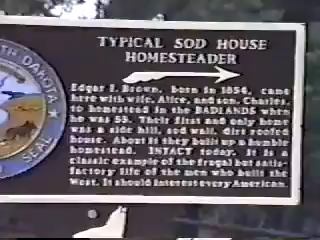 TYPICAL SOD HOUSE
HOMESTEADER
Edgar I. Brown, born in 1854, came
here with wife, Alice, and son, Charles,
to homestead in the BADLANDS when
he was 55. Their first and only home
was a side hill, sod wall, dirt roofed
house. About it they built up a humble
homestead, INTACT today. It is a
classic example of the frugal but satis-
factory life of the men who built the
West. It should interest every American.
TH DAKOTA
SEAL